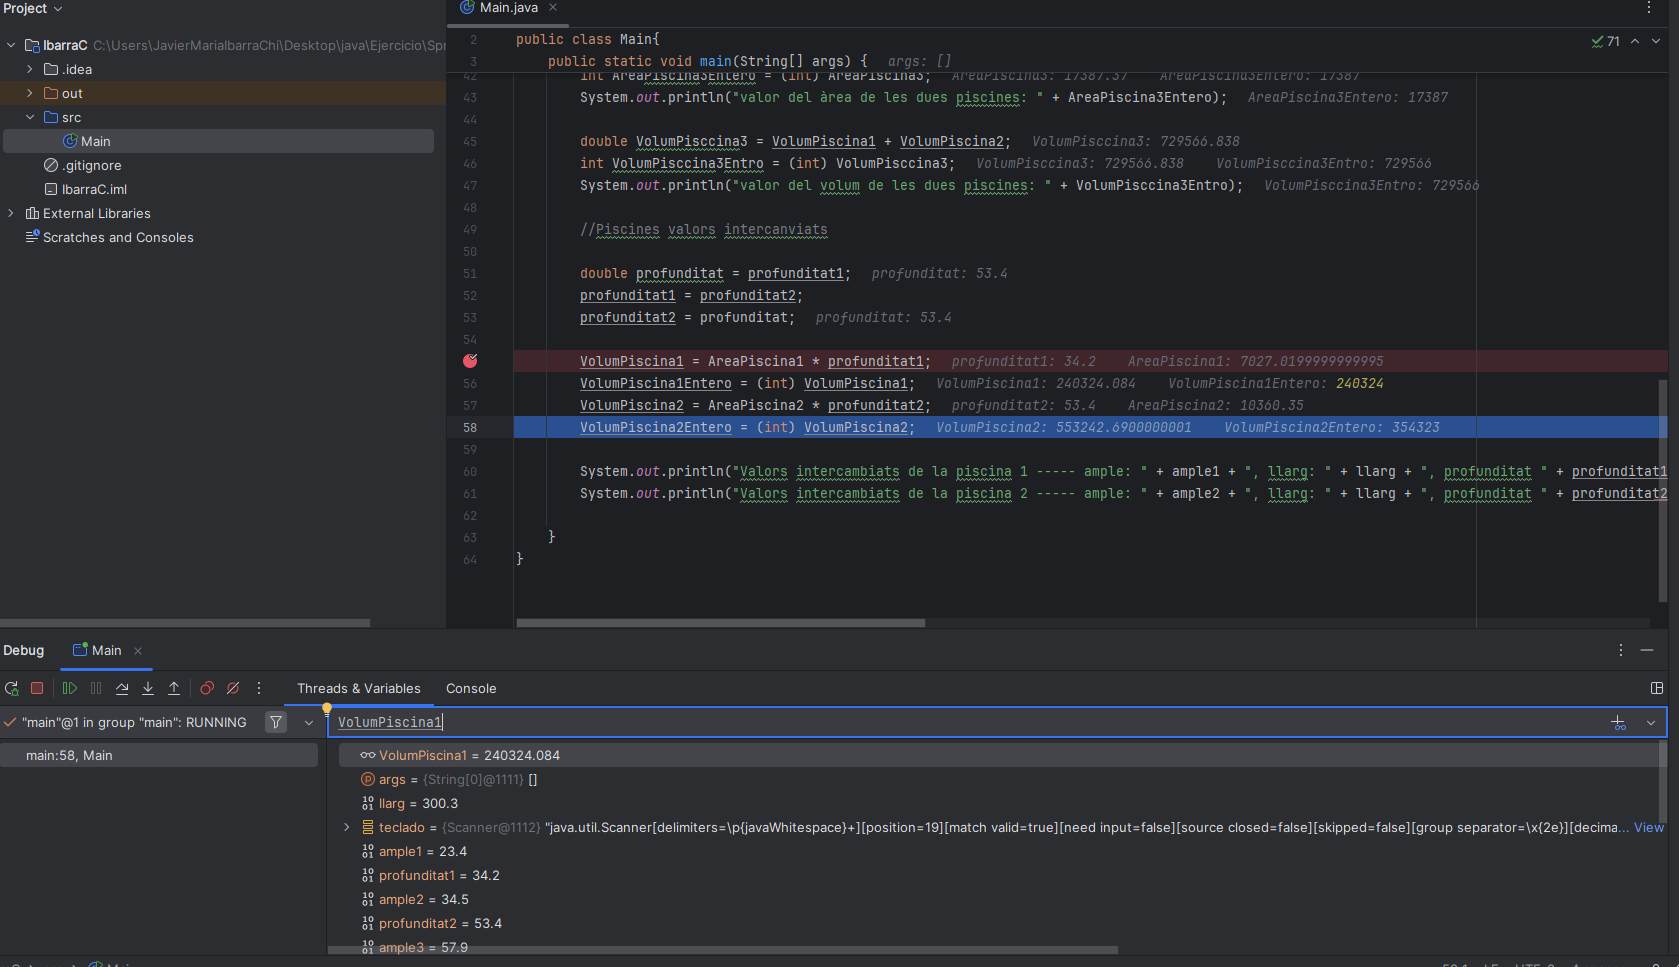 Project
Main.java
IbarraC C:\Users\JavierMariaIbarraChi\Desktop\java\Ejercicio\Spr
.idea
out
src
Main
.gitignore
IbarraC.iml
External Libraries
Scratches and Consoles
71
2 public class Main{
3 public static void main(String[] args) { args: []
42 int AreaPiscina3Entero = (int) AreaPiscina3; AreaPiscina3: 17387.37 AreaPiscina3Entero: 17387
43 System.out.println("valor del àrea de les dues piscines: " + AreaPiscina3Entero); AreaPiscina3Entero: 17387
44
45 double VolumPisccina3 = VolumPiscina1 + VolumPiscina2; VolumPisccina3: 729566.838
46 int VolumPisccina3Entro = (int) VolumPisccina3; VolumPisccina3: 729566.838 VolumPisccina3Entro: 729566
47 System.out.println("valor del volum de les dues piscines: " + VolumPisccina3Entro); VolumPisccina3Entro: 729566
48
49 //Piscines valors intercanviats
50
51 double profunditat = profunditat1; profunditat: 53.4
52 profunditat1 = profunditat2;
53 profunditat2 = profunditat; profunditat: 53.4
54
VolumPiscina1 = AreaPiscina1 * profunditat1; profunditat1: 34.2 AreaPiscina1: 7027.0199999999995
56 VolumPiscina1Entero = (int) VolumPiscina1; VolumPiscina1: 240324.084 VolumPiscina1Entero: 240324
57 VolumPiscina2 = AreaPiscina2 * profunditat2; profunditat2: 53.4 AreaPiscina2: 10360.35
58 VolumPiscina2Entero = (int) VolumPiscina2; VolumPiscina2: 553242.6900000001 VolumPiscina2Entero: 354323
59
60 System.out.println("Valors intercambiats de la piscina 1 ----- ample: " + ample1 + ", llarg: " + llarg + ", profunditat " + profunditat1
61 System.out.println("Valors intercambiats de la piscina 2 ----- ample: " + ample2 + ", llarg: " + llarg + ", profunditat " + profunditat2
62
63 }
64 }
Debug Main
Threads & Variables Console
"main"@1 in group "main": RUNNING
main:58, Main
VolumPiscina1
VolumPiscina1 = 240324.084
args = {String[0]@1111} []
llarg = 300.3
teclado = {Scanner@1112} "java.util.Scanner[delimiters=\p{javaWhitespace}+][position=19][match valid=true][need input=false][source closed=false][skipped=false][group separator=\x{2e}][decima... View
ample1 = 23.4
profunditat1 = 34.2
ample2 = 34.5
profunditat2 = 53.4
ample3 = 57.9